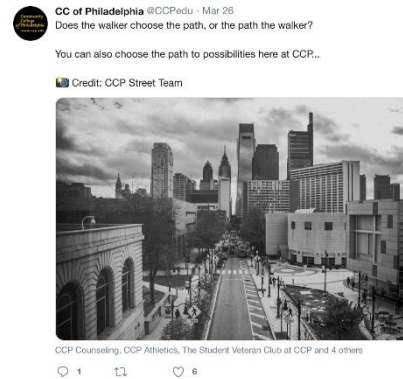 Community
College
of Philadelphia
CC of Philadelphia @CCPedu · Mar 26
Does the walker choose the path, or the path the walker?
You can also choose the path to possibilities here at CCP...
📸 Credit: CCP Street Team
CCP Counseling, CCP Athletics, The Student Veteran Club at CCP and 4 others
1
6